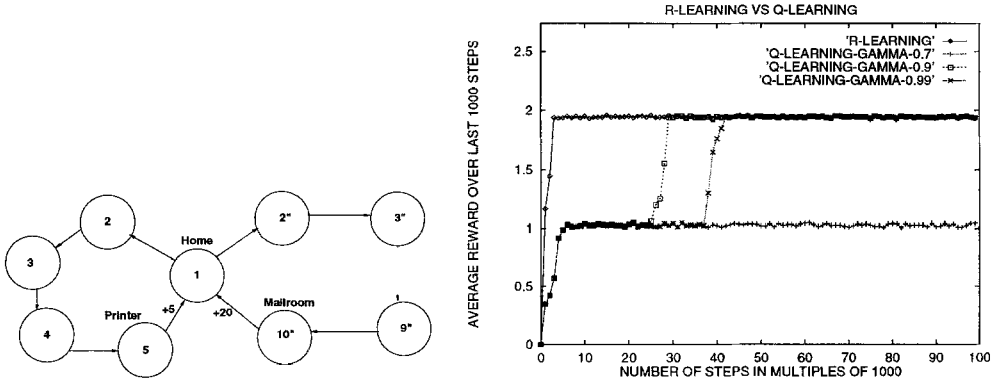 2
3
4
Printer
5
+5
Home
1
2"
3"
+20
Mailroom
10"
9"
R-LEARNING VS Q-LEARNING
'R-LEARNING'
'Q-LEARNING-GAMMA-0.7'
'Q-LEARNING-GAMMA-0.9'
'Q-LEARNING-GAMMA-0.99'
AVERAGE REWARD OVER LAST 1000 STEPS
2.5
2
1.5
1
0.5
0
0 10 20 30 40 50 60 70 80 90 100
NUMBER OF STEPS IN MULTIPLES OF 1000